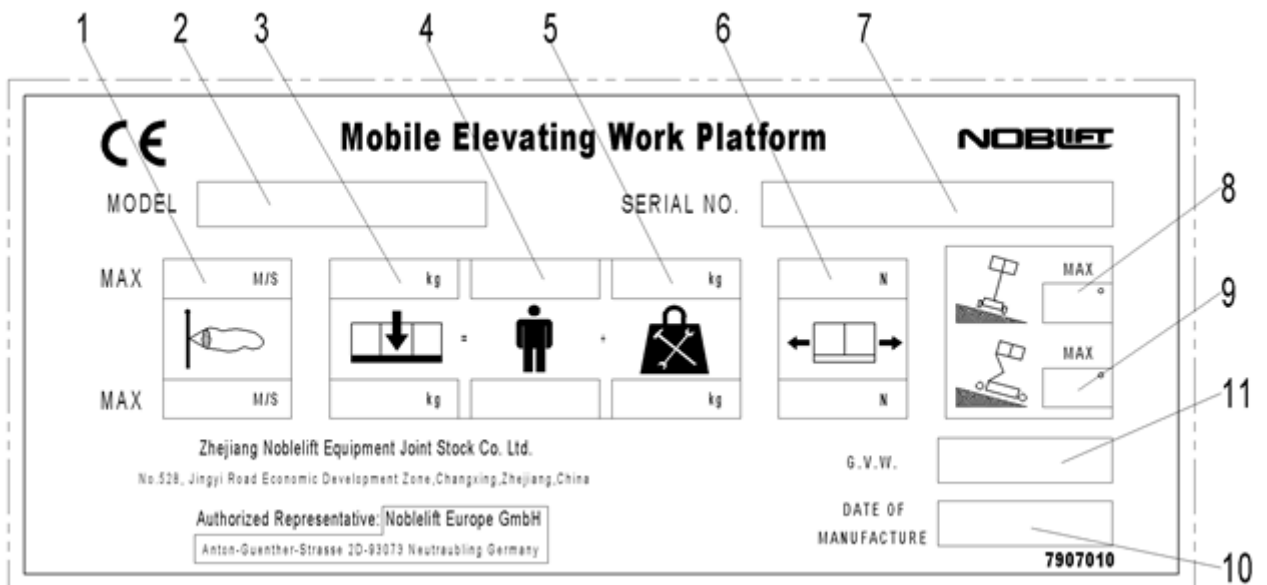 1 2 3 4 5 6 7
CE Mobile Elevating Work Platform NOBLIFT
MODEL SERIAL NO.
8
MAX M/S kg kg N MAX
°
9
= +
MAX
°
MAX M/S kg kg N
11
Zhejiang Noblelift Equipment Joint Stock Co. Ltd.
G.V.W.
No.528, Jingyi Road Economic Development Zone,Changxing,Zhejiang,China
Authorized Representative: Noblelift Europe GmbH
DATE OF
MANUFACTURE
Anton-Guenther-Strasse 2D-93073 Neutraubling Germany
7907010
10